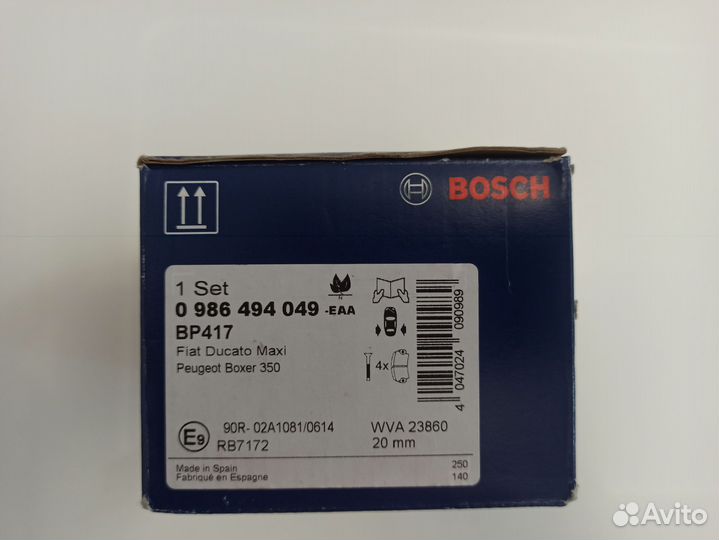 BOSCH
1 Set
0 986 494 049 -EAA
BP417
Fiat Ducato Maxi
Peugeot Boxer 350
N
4x
4 047024 090989
E9
90R- 02A1081/0614
RB7172
WVA 23860
20 mm
Made in Spain
Fabriqué en Espagne
250
140
Avito